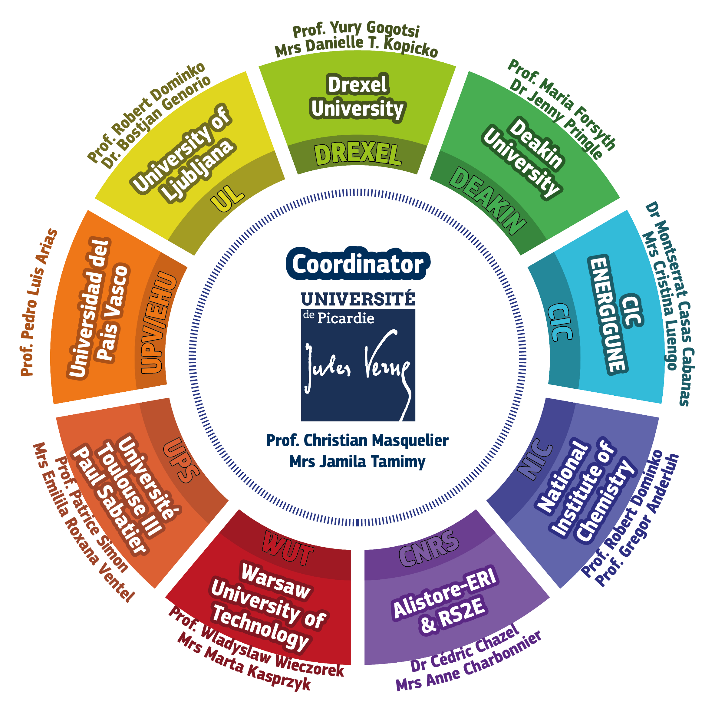 Prof. Yury Gogotsi
Mrs Danielle T. Kopicko
Drexel
University
DREXEL
Prof. Maria Forsyth
Dr Jenny Pringle
Deakin
University
DEAKIN
Dr Montserrat Casas Cabanas
Mrs Cristina Luengo
CIC
ENERGIGUNE
CIC
National
Institute of
Chemistry
NIC
Prof. Robert Dominko
Prof. Gregor Anderluh
CNRS
Alistore-ERI
& RS2E
Dr Cédric Chazel
Mrs Anne Charbonnier
WUT
Warsaw
University of
Technology
Prof. Wladyslaw Wieczorek
Mrs Marta Kasprzyk
UPS
Université
Toulouse III
Paul Sabatier
Prof. Patrice Simon
Mrs Emiliia Roxana Ventel
Prof. Pedro Luis Arias
Universidad del
Pais Vasco
UPV/EHU
Prof. Robert Dominko
Dr. Bostjan Genorio
University of
Ljubljana
UL
Coordinator
UNIVERSITÉ
de Picardie
Jules Verne
Prof. Christian Masquelier
Mrs Jamila Tamimy